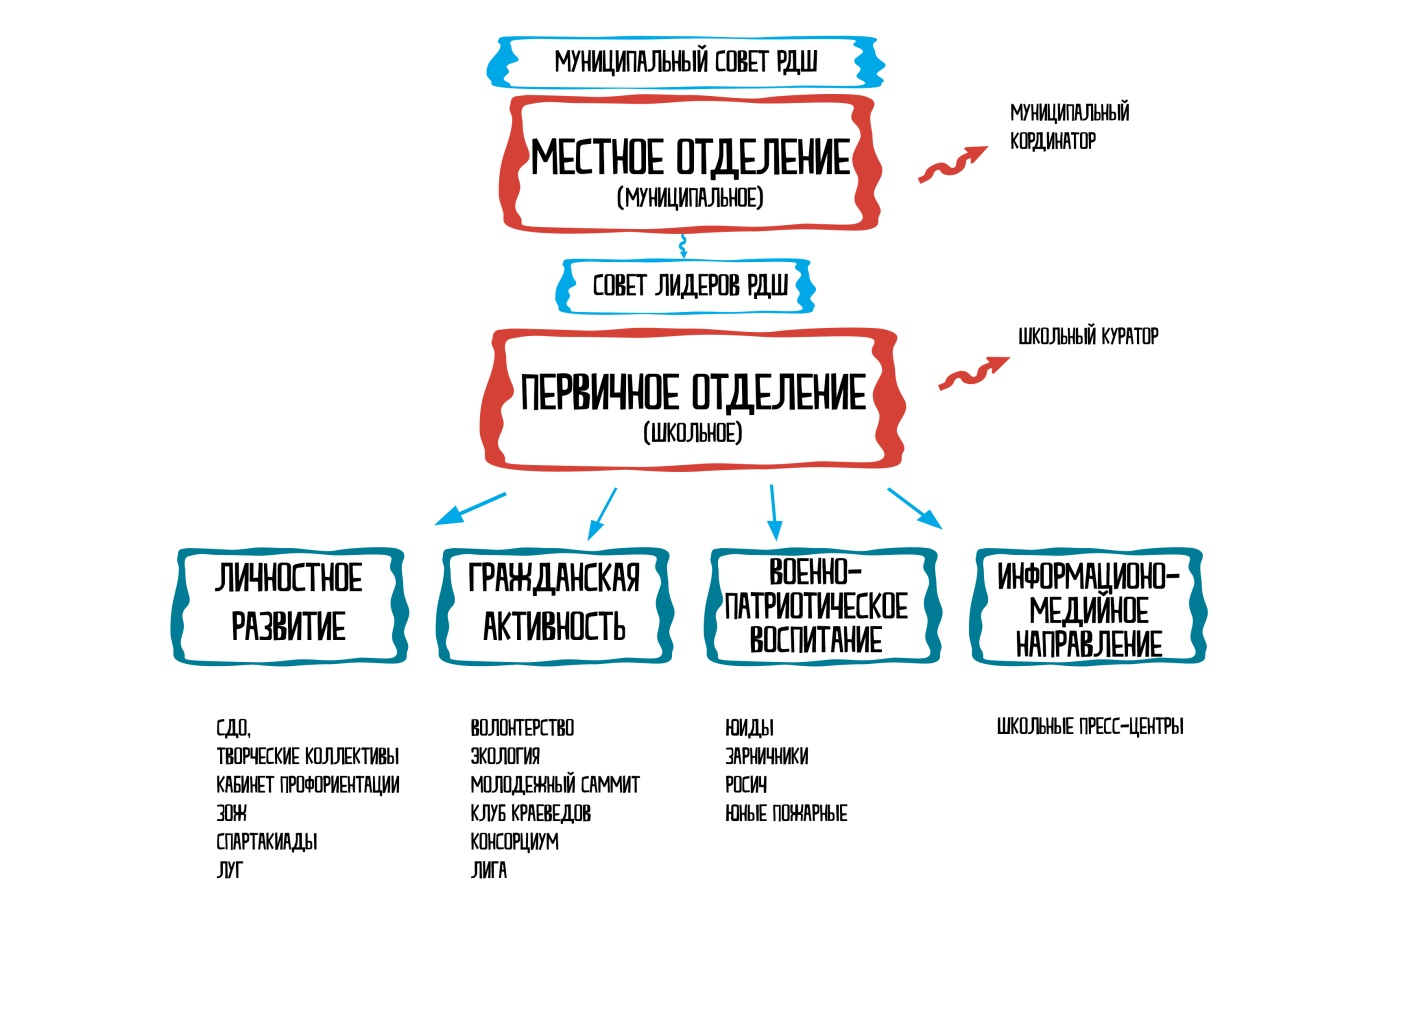 МУНИЦИПАЛЬНЫЙ СОВЕТ РДШ
МЕСТНОЕ ОТДЕЛЕНИЕ
(МУНИЦИПАЛЬНОЕ)
МУНИЦИПАЛЬНЫЙ
КОРДИНАТОР
СОВЕТ ЛИДЕРОВ РДШ
ПЕРВИЧНОЕ ОТДЕЛЕНИЕ
(ШКОЛЬНОЕ)
ШКОЛЬНЫЙ КУРАТОР
ЛИЧНОСТНОЕ
РАЗВИТИЕ
ГРАЖДАНСКАЯ
АКТИВНОСТЬ
ВОЕННО-
ПАТРИОТИЧЕСКОЕ
ВОСПИТАНИЕ
ИНФОРМАЦИОНО-
МЕДИЙНОЕ
НАПРАВЛЕНИЕ
СДО,
ТВОРЧЕСКИЕ КОЛЛЕКТИВЫ
КАБИНЕТ ПРОФОРИЕНТАЦИИ
ЗОЖ
СПАРТАКИАДЫ
ЛУГ
ВОЛОНТЕРСТВО
ЭКОЛОГИЯ
МОЛОДЕЖНЫЙ САММИТ
КЛУБ КРАЕВЕДОВ
КОНСОРЦИУМ
ЛИГА
ЮИДЫ
ЗАРНИЧНИКИ
РОСИЧ
ЮНЫЕ ПОЖАРНЫЕ
ШКОЛЬНЫЕ ПРЕСС-ЦЕНТРЫ